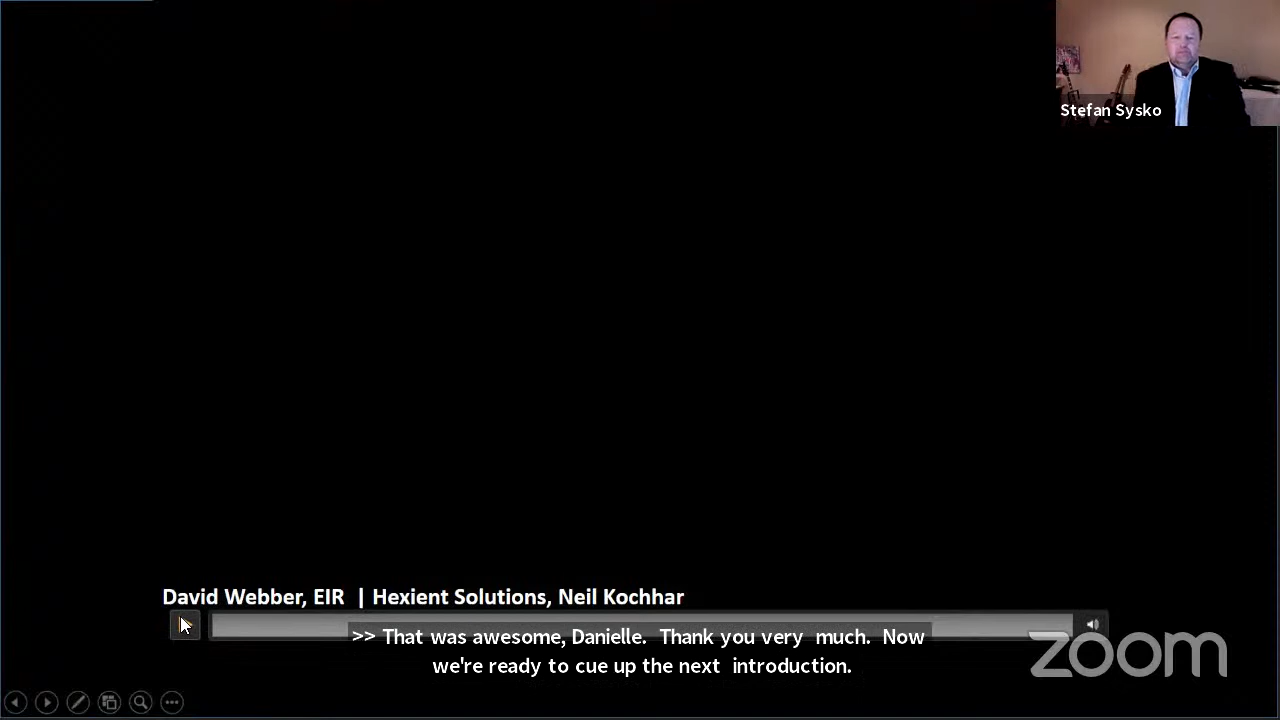 Stefan Sysko
David Webber, EIR | Hexient Solutions, Neil Kochhar
>> That was awesome, Danielle. Thank you very much. Now
we're ready to cue up the next introduction.
zoom